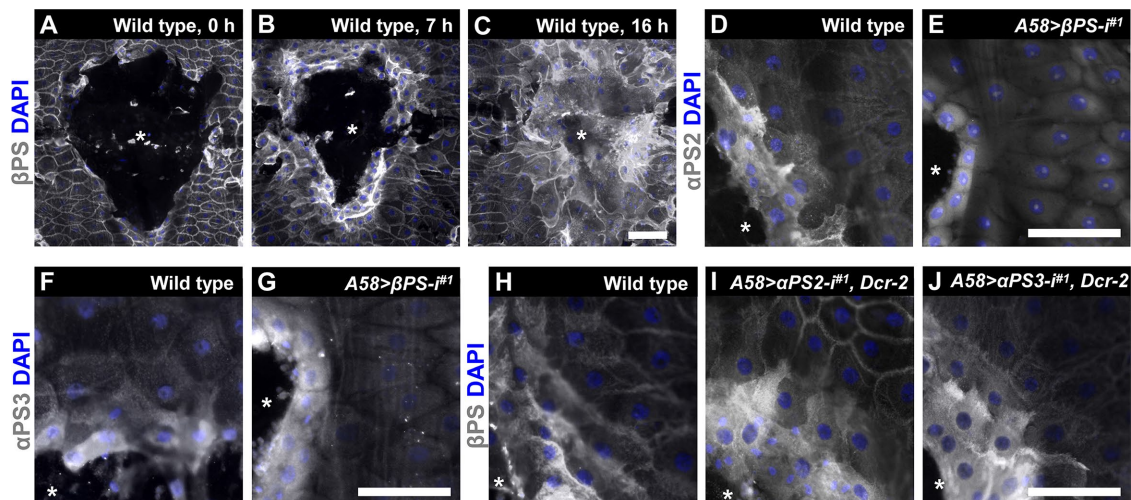 A Wild type, 0 h
B Wild type, 7 h
C Wild type, 16 h
D Wild type
E A58>βPS-i#1
βPS DAPI
*
*
*
αPS2 DAPI
*
*
F Wild type
G A58>βPS-i#1
H Wild type
I A58>αPS2-i#1, Dcr-2
J A58>αPS3-i#1, Dcr-2
αPS3 DAPI
*
*
βPS DAPI
*
*
*